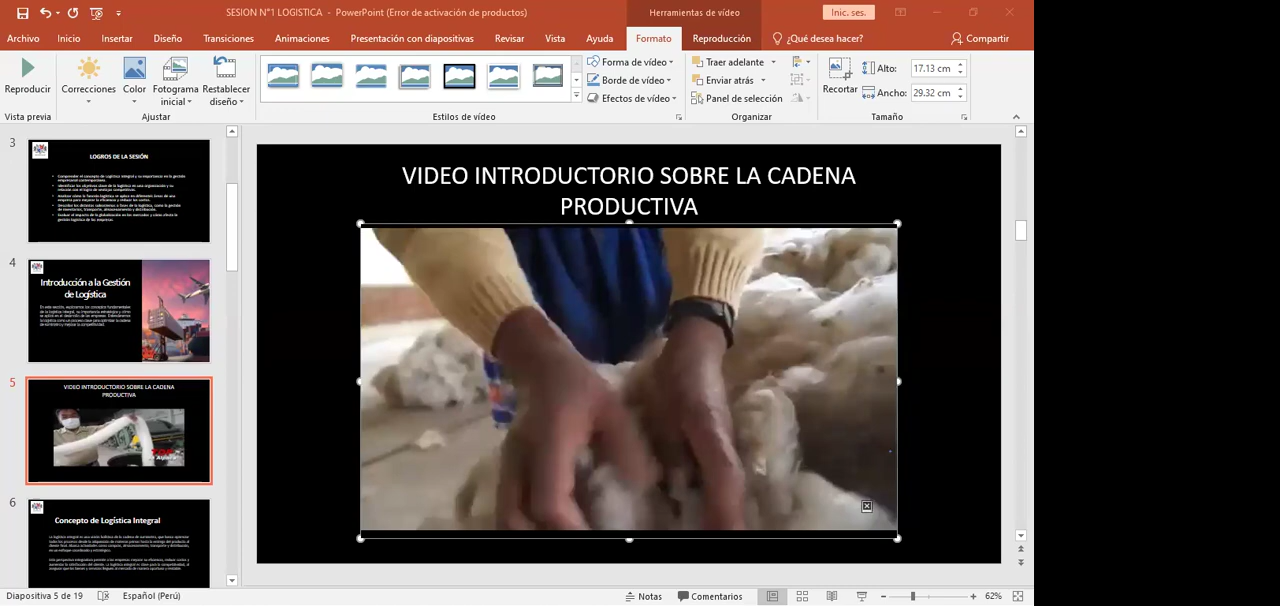 SESION N°1 LOGISTICA - PowerPoint (Error de activación de productos)
Herramientas de vídeo
Inic. ses.
Archivo Inicio Insertar Diseño Transiciones Animaciones Presentación con diapositivas Revisar Vista Ayuda Formato Reproducción ¿Qué desea hacer? Compartir
Reproducir
Correcciones
Color
Fotograma
inicial
Restablecer
diseño
Forma de vídeo
Borde de vídeo
Efectos de vídeo
Traer adelante
Enviar atrás
Panel de selección
Recortar
Alto: 17.13 cm
Ancho: 29.32 cm
Vista previa
Ajustar
Estilos de vídeo
Organizar
Tamaño
3
LOGROS DE LA SESIÓN
4
Introducción a la Gestión
de Logística
5
VIDEO INTRODUCTORIO SOBRE LA CADENA
PRODUCTIVA
6
Concepto de Logística Integral
VIDEO INTRODUCTORIO SOBRE LA CADENA
PRODUCTIVA
Diapositiva 5 de 19
Español (Perú)
Notas
Comentarios
62%